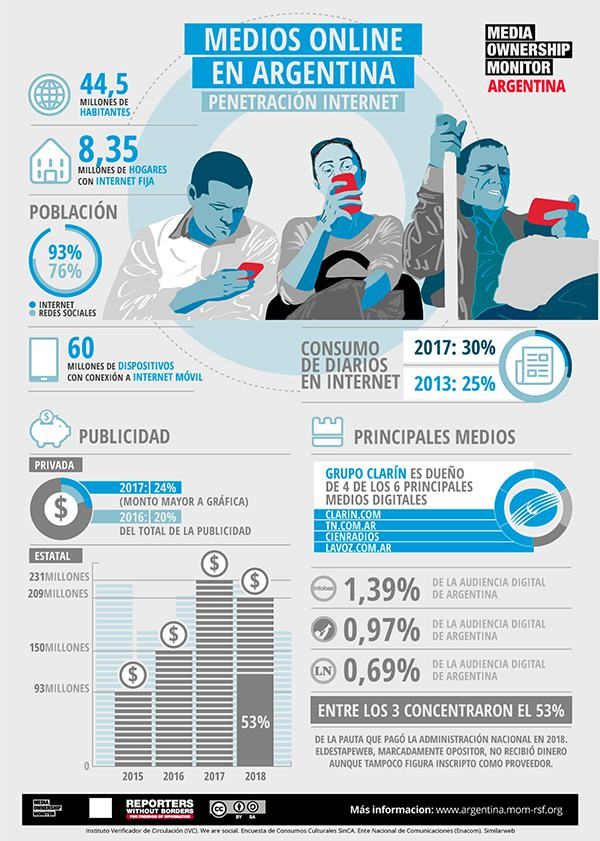 MEDIOS ONLINE
EN ARGENTINA
PENETRACIÓN INTERNET
MEDIA
OWNERSHIP
MONITOR
ARGENTINA
44,5
MILLONES DE
HABITANTES
8,35
MILLONES DE HOGARES
CON INTERNET FIJA
POBLACIÓN
93%
76%
INTERNET
REDES SOCIALES
60
MILLONES DE DISPOSITIVOS
CON CONEXIÓN A INTERNET MÓVIL
CONSUMO
DE DIARIOS
EN INTERNET
2017: 30%
2013: 25%
$
PUBLICIDAD
PRIVADA
$
2017: 24%
(MONTO MAYOR A GRÁFICA)
2016: 20%
DEL TOTAL DE LA PUBLICIDAD
ESTATAL
231MILLONES
209MILLONES
150MILLONES
93MILLONES
0
$
$
$
$
53%
2015
2016
2017
2018
PRINCIPALES MEDIOS
GRUPO CLARÍN ES DUEÑO
DE 4 DE LOS 6 PRINCIPALES
MEDIOS DIGITALES
CLARIN.COM
TN.COM.AR
CIENRADIOS
LAVOZ.COM.AR
infobae
1,39%
DE LA AUDIENCIA DIGITAL
DE ARGENTINA
0,97%
DE LA AUDIENCIA DIGITAL
DE ARGENTINA
LN
0,69%
DE LA AUDIENCIA DIGITAL
DE ARGENTINA
ENTRE LOS 3 CONCENTRARON EL 53%
DE LA PAUTA QUE PAGÓ LA ADMINISTRACIÓN NACIONAL EN 2018.
ELDESTAPEWEB, MARCADAMENTE OPOSITOR, NO RECIBIÓ DINERO
AUNQUE TAMPOCO FIGURA INSCRIPTO COMO PROVEEDOR.
MEDIA
OWNERSHIP
MONITOR
REPORTERS
WITHOUT BORDERS
FOR FREEDOM OF INFORMATION
CC
BY
SA
Más informacion: www.argentina.mom-rsf.org
Instituto Verificador de Circulación (IVC). We are social. Encuesta de Consumos Culturales SinCA. Ente Nacional de Comunicaciones (Enacom). Similarweb